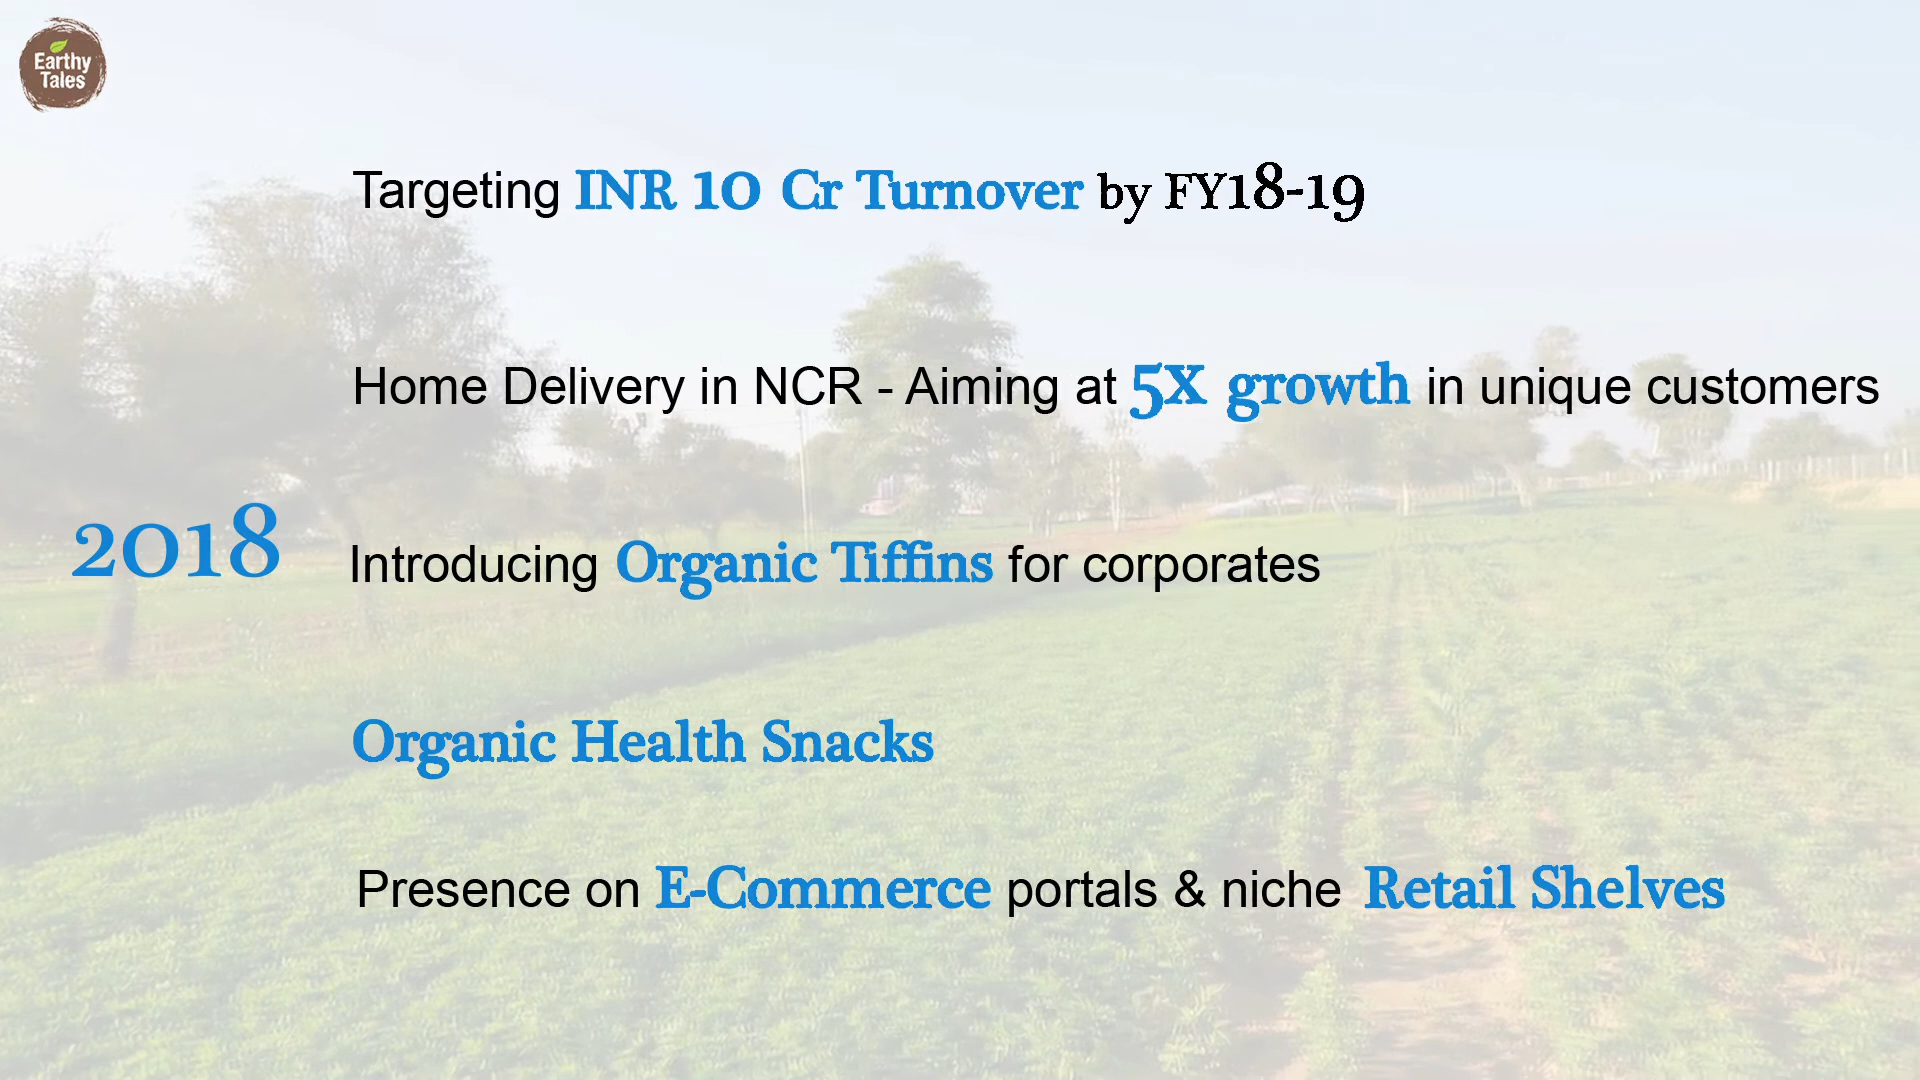 Earthy
Tales
Targeting INR 10 Cr Turnover by FY18-19
Home Delivery in NCR - Aiming at 5X growth in unique customers
2018
Introducing Organic Tiffins for corporates
Organic Health Snacks
Presence on E-Commerce portals & niche Retail Shelves